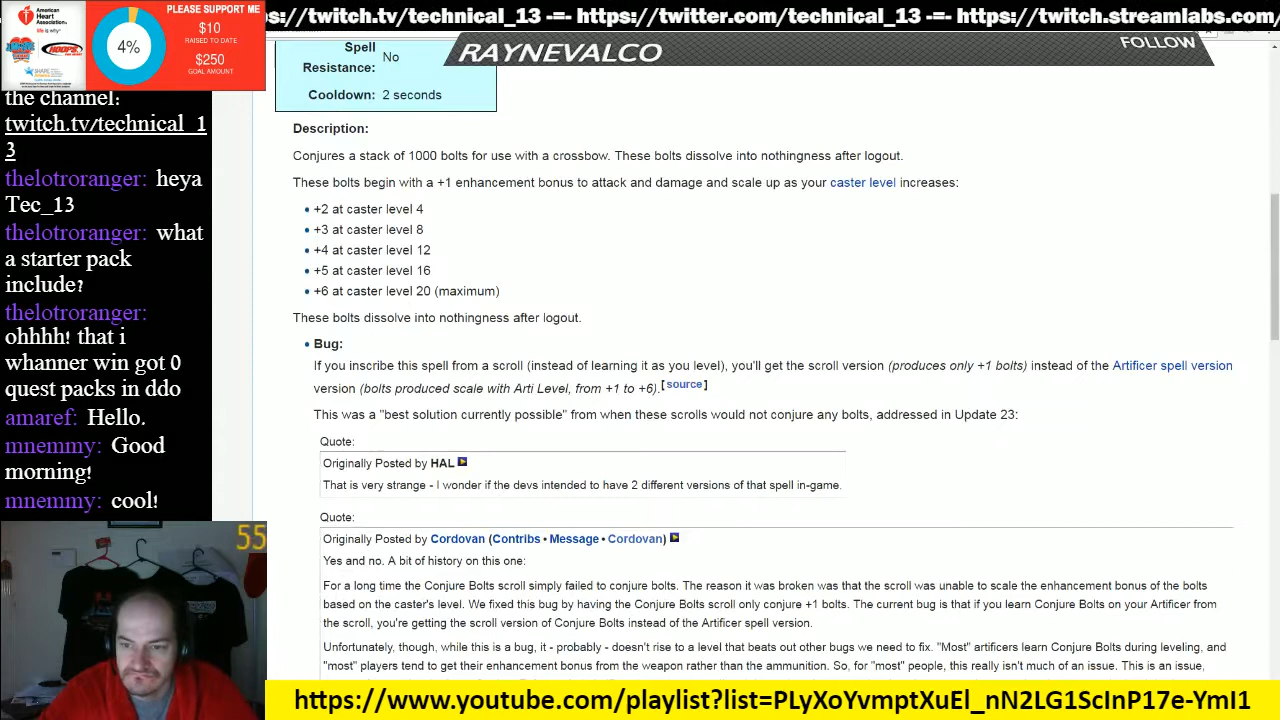 s://twitch.tv/technical_13 -=- https://twitter.com/technical_13 -=- https://twitch.streamlabs.com/
American Heart Association
life is why
HOOPS
PLEASE SUPPORT ME
$10
RAISED TO DATE
4%
$250
GOAL AMOUNT
RAYNEVALCO
FOLLOW
the channel!
twitch.tv/technical_1
3
thelotroranger: heya
Tec_13
thelotroranger: what
a starter pack
include?
thelotroranger:
ohhhh! that i
whanner win got 0
quest packs in ddo
amaref: Hello.
mnemmy: Good
morning!
mnemmy: cool!
55
Spell
Resistance: No
Cooldown: 2 seconds
Description:
Conjures a stack of 1000 bolts for use with a crossbow. These bolts dissolve into nothingness after logout.
These bolts begin with a +1 enhancement bonus to attack and damage and scale up as your caster level increases:
• +2 at caster level 4
• +3 at caster level 8
• +4 at caster level 12
• +5 at caster level 16
• +6 at caster level 20 (maximum)
These bolts dissolve into nothingness after logout.
• Bug:
If you inscribe this spell from a scroll (instead of learning it as you level), you'll get the scroll version (produces only +1 bolts) instead of the Artificer spell version
version (bolts produced scale with Arti Level, from +1 to +6).[source]
This was a "best solution currently possible" from when these scrolls would not conjure any bolts, addressed in Update 23:
Quote:
Originally Posted by HAL
That is very strange - I wonder if the devs intended to have 2 different versions of that spell in-game.
Quote:
Originally Posted by Cordovan (Contribs • Message • Cordovan)
Yes and no. A bit of history on this one:
For a long time the Conjure Bolts scroll simply failed to conjure bolts. The reason it was broken was that the scroll was unable to scale the enhancement bonus of the bolts
based on the caster's level. We fixed this bug by having the Conjure Bolts scroll only conjure +1 bolts. The current bug is that if you learn Conjure Bolts on your Artificer from
the scroll, you're getting the scroll version of Conjure Bolts instead of the Artificer spell version.
Unfortunately, though, while this is a bug, it - probably - doesn't rise to a level that beats out other bugs we need to fix. "Most" artificers learn Conjure Bolts during leveling, and
"most" players tend to get their enhancement bonus from the weapon rather than the ammunition. So, for "most" people, this really isn't much of an issue. This is an issue,
https://www.youtube.com/playlist?list=PLyXoYvmptXuEl_nN2LG1ScInP17e-YmI1